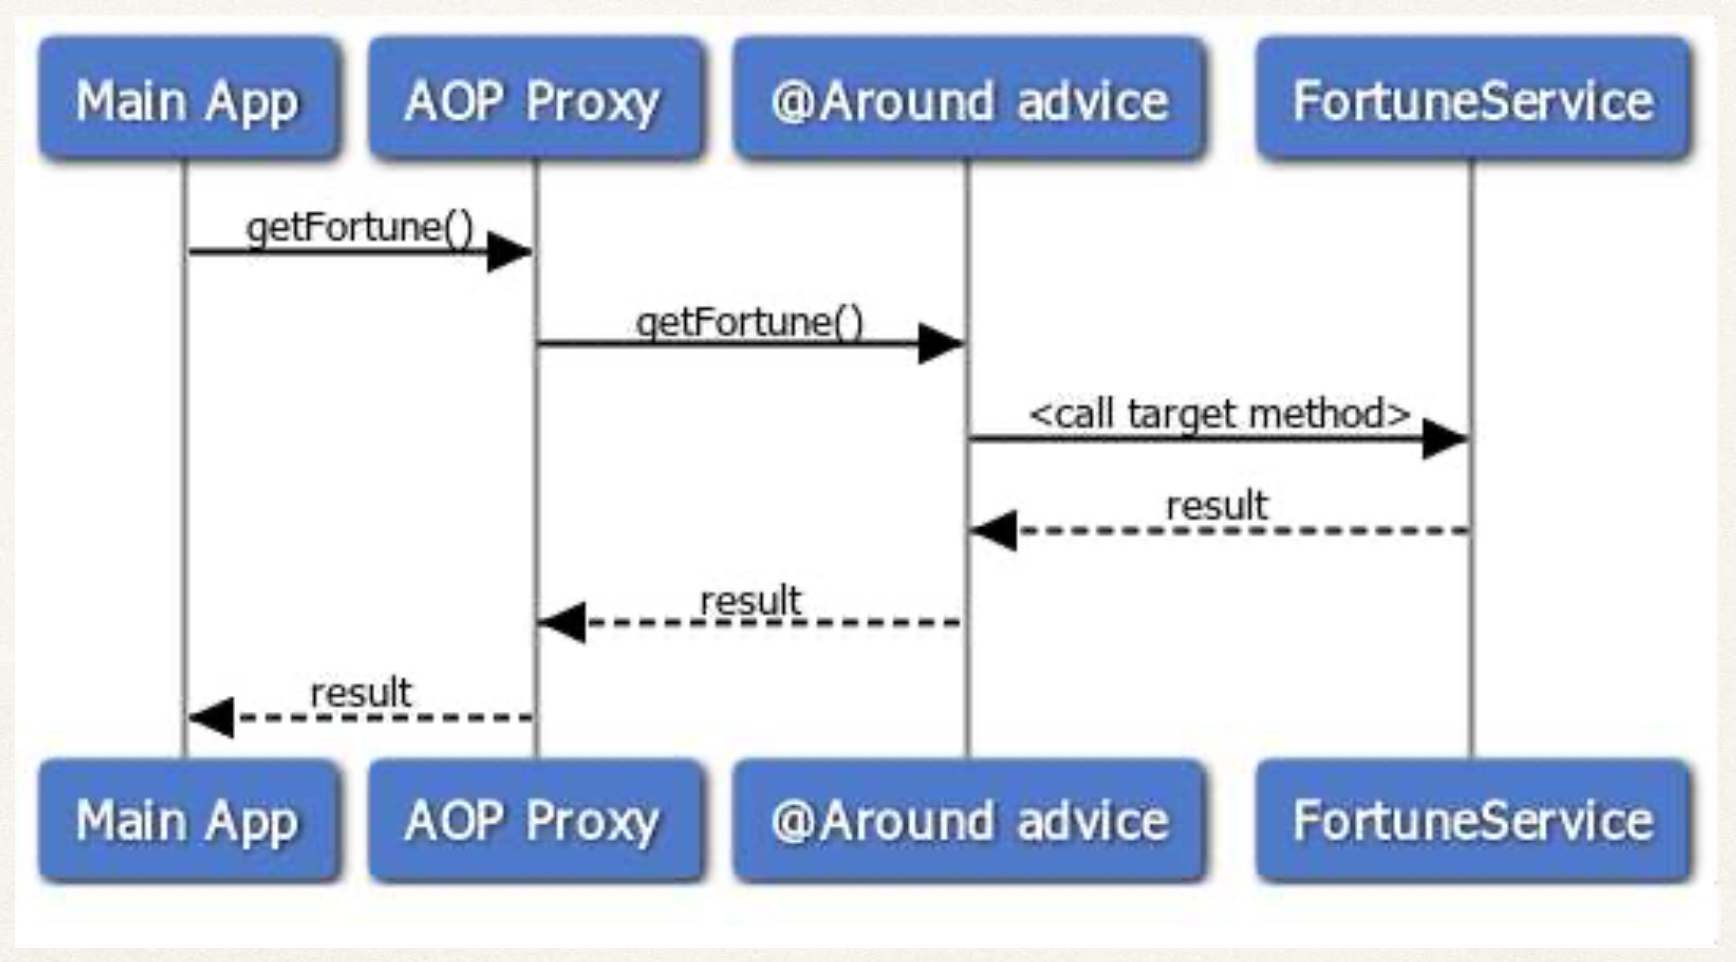 Main App
AOP Proxy
@Around advice
FortuneService
getFortune()
getFortune()
<call target method>
result
result
result
Main App
AOP Proxy
@Around advice
FortuneService